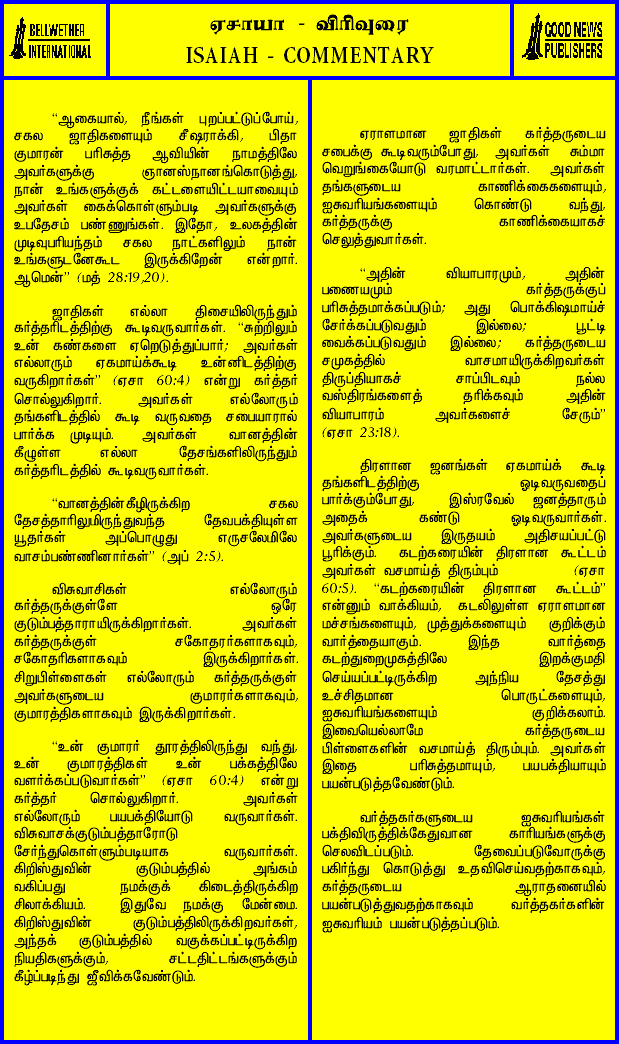 BELLWETHER
INTERNATIONAL
ஏசாயா - விரிவுரை
ISAIAH - COMMENTARY
GOOD NEWS
PUBLISHERS
“ஆகையால், நீங்கள் புறப்பட்டுப்போய்,
சகல ஜாதிகளையும் சீஷராக்கி, பிதா
குமாரன் பரிசுத்த ஆவியின் நாமத்திலே
அவர்களுக்கு ஞானஸ்நானங்கொடுத்து,
நான் உங்களுக்குக் கட்டளையிட்டயாவையும்
அவர்கள் கைக்கொள்ளும்படி அவர்களுக்கு
உபதேசம் பண்ணுங்கள். இதோ, உலகத்தின்
முடிவுபரியந்தம் சகல நாட்களிலும் நான்
உங்களுடனேகூட இருக்கிறேன் என்றார்.
ஆமென்” (மத் 28:19,20).
ஜாதிகள் எல்லா திசையிலிருந்தும்
கர்த்தரிடத்திற்கு கூடிவருவார்கள். “சுற்றிலும்
உன் கண்களை ஏறெடுத்துப்பார்; அவர்கள்
எல்லாரும் ஏகமாய்க்கூடி உன்னிடத்திற்கு
வருகிறார்கள்” (ஏசா 60:4) என்று கர்த்தர்
சொல்லுகிறார். அவர்கள் எல்லோரும்
தங்களிடத்தில் கூடி வருவதை சபையாரால்
பார்க்க முடியும். அவர்கள் வானத்தின்
கீழுள்ள எல்லா தேசங்களிலிருந்தும்
கர்த்தரிடத்தில் கூடிவருவார்கள்.
“வானத்தின்கீழிருக்கிற சகல
தேசத்தாரிலுமிருந்துவந்த தேவபக்தியுள்ள
யூதர்கள் அப்பொழுது எருசலேமிலே
வாசம்பண்ணினார்கள்” (அப் 2:5).
விசுவாசிகள் எல்லோரும்
கர்த்தருக்குள்ளே ஒரே
குடும்பத்தாராயிருக்கிறார்கள். அவர்கள்
கர்த்தருக்குள் சகோதரர்களாகவும்,
சகோதரிகளாகவும் இருக்கிறார்கள்.
சிறுபிள்ளைகள் எல்லோரும் கர்த்தருக்குள்
அவர்களுடைய குமாரர்களாகவும்,
குமாரத்திகளாகவும் இருக்கிறார்கள்.
“உன் குமாரர் தூரத்திலிருந்து வந்து,
உன் குமாரத்திகள் உன் பக்கத்திலே
வளர்க்கப்படுவார்கள்” (ஏசா 60:4) என்று
கர்த்தர் சொல்லுகிறார். அவர்கள்
எல்லோரும் பயபக்தியோடு வருவார்கள்.
விசுவாசக்குடும்பத்தாரோடு
சேர்ந்துகொள்ளும்படியாக வருவார்கள்.
கிறிஸ்துவின் குடும்பத்தில் அங்கம்
வகிப்பது நமக்குக் கிடைத்திருக்கிற
சிலாக்கியம். இதுவே நமக்கு மேன்மை.
கிறிஸ்துவின் குடும்பத்திலிருக்கிறவர்கள்,
அந்தக் குடும்பத்தில் வகுக்கப்பட்டிருக்கிற
நியதிகளுக்கும், சட்டதிட்டங்களுக்கும்
கீழ்ப்படிந்து ஜீவிக்கவேண்டும்.
ஏராளமான ஜாதிகள் கர்த்தருடைய
சபைக்கு கூடிவரும்போது, அவர்கள் சும்மா
வெறுங்கையோடு வரமாட்டார்கள். அவர்கள்
தங்களுடைய காணிக்கைகளையும்,
ஐசுவரியங்களையும் கொண்டு வந்து,
கர்த்தருக்கு காணிக்கையாகச்
செலுத்துவார்கள்.
“அதின் வியாபாரமும், அதின்
பணையமும் கர்த்தருக்குப்
பரிசுத்தமாக்கப்படும்; அது பொக்கிஷமாய்ச்
சேர்க்கப்படுவதும் இல்லை; பூட்டி
வைக்கப்படுவதும் இல்லை; கர்த்தருடைய
சமுகத்தில் வாசமாயிருக்கிறவர்கள்
திருப்தியாகச் சாப்பிடவும் நல்ல
வஸ்திரங்களைத் தரிக்கவும் அதின்
வியாபாரம் அவர்களைச் சேரும்”
(ஏசா 23:18).
திரளான ஜனங்கள் ஏகமாய்க் கூடி
தங்களிடத்திற்கு ஓடிவருவதைப்
பார்க்கும்போது, இஸ்ரவேல் ஜனத்தாரும்
அதைக் கண்டு ஓடிவருவார்கள்.
அவர்களுடைய இருதயம் அதிசயப்பட்டு
பூரிக்கும். கடற்கரையின் திரளான கூட்டம்
அவர்கள் வசமாய்த் திரும்பும் (ஏசா
60:5). “கடற்கரையின் திரளான கூட்டம்”
என்னும் வாக்கியம், கடலிலுள்ள ஏராளமான
மச்சங்களையும், முத்துக்களையும் குறிக்கும்
வார்த்தையாகும். இந்த வார்த்தை
கடற்துறைமுகத்திலே இறக்குமதி
செய்யப்பட்டிருக்கிற அந்நிய தேசத்து
உச்சிதமான பொருட்களையும்,
ஐசுவரியங்களையும் குறிக்கலாம்.
இவையெல்லாமே கர்த்தருடைய
பிள்ளைகளின் வசமாய்த் திரும்பும். அவர்கள்
இதை பரிசுத்தமாயும், பயபக்தியாயும்
பயன்படுத்தவேண்டும்.
வர்த்தகர்களுடைய ஐசுவரியங்கள்
பக்திவிருத்திக்கேதுவான காரியங்களுக்கு
செலவிடப்படும். தேவைப்படுவோருக்கு
பகிர்ந்து கொடுத்து உதவிசெய்வதற்காகவும்,
கர்த்தருடைய ஆராதனையில்
பயன்படுத்துவதற்காகவும் வர்த்தகர்களின்
ஐசுவரியம் பயன்படுத்தப்படும்.